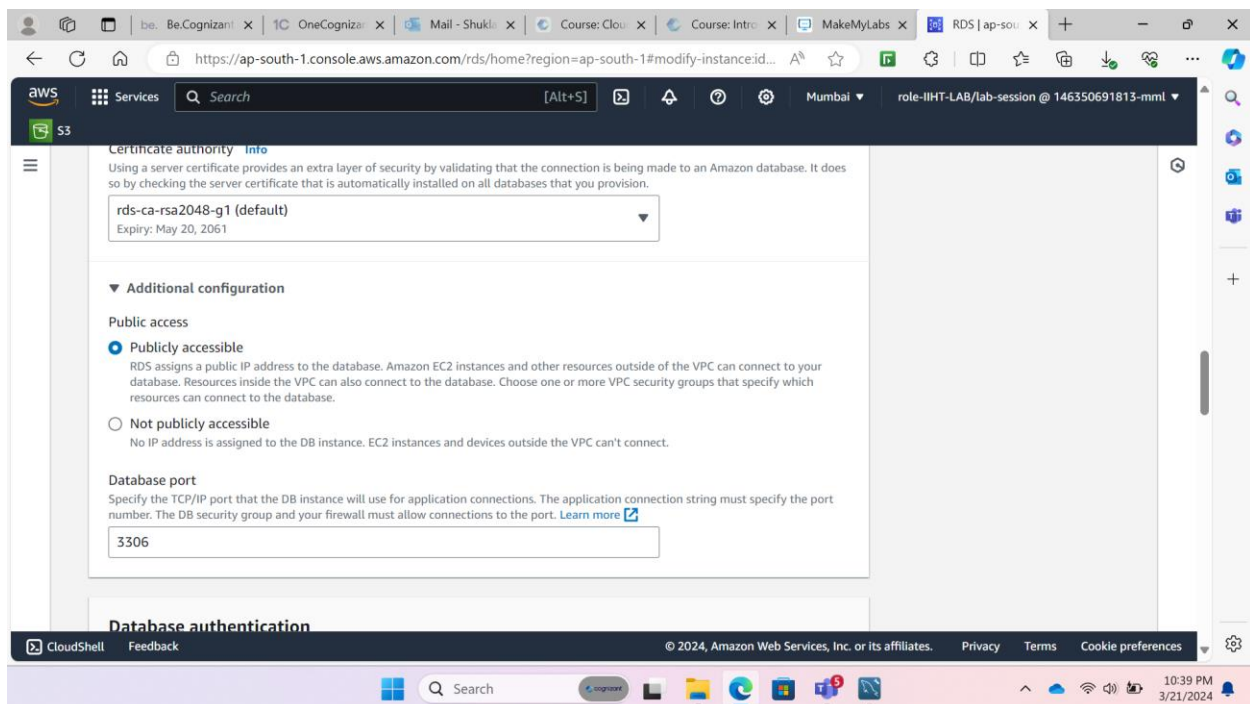 be. Be.Cognizant
1C OneCognizar
Mail - Shukla
Course: Clou
Course: Intro
MakeMyLabs
RDS | ap-sou
https://ap-south-1.console.aws.amazon.com/rds/home?region=ap-south-1#modify-instance:id...
aws
Services
Search
[Alt+S]
Mumbai
role-IIHT-LAB/lab-session @ 146350691813-mml
S3
Certificate authority Info
Using a server certificate provides an extra layer of security by validating that the connection is being made to an Amazon database. It does
so by checking the server certificate that is automatically installed on all databases that you provision.
rds-ca-rsa2048-g1 (default)
Expiry: May 20, 2061
Additional configuration
Public access
Publicly accessible
RDS assigns a public IP address to the database. Amazon EC2 instances and other resources outside of the VPC can connect to your
database. Resources inside the VPC can also connect to the database. Choose one or more VPC security groups that specify which
resources can connect to the database.
Not publicly accessible
No IP address is assigned to the DB instance. EC2 instances and devices outside the VPC can't connect.
Database port
Specify the TCP/IP port that the DB instance will use for application connections. The application connection string must specify the port
number. The DB security group and your firewall must allow connections to the port. Learn more
3306
Database authentication
CloudShell
Feedback
© 2024, Amazon Web Services, Inc. or its affiliates.
Privacy
Terms
Cookie preferences
Search
cognizant
5
10:39 PM
3/21/2024